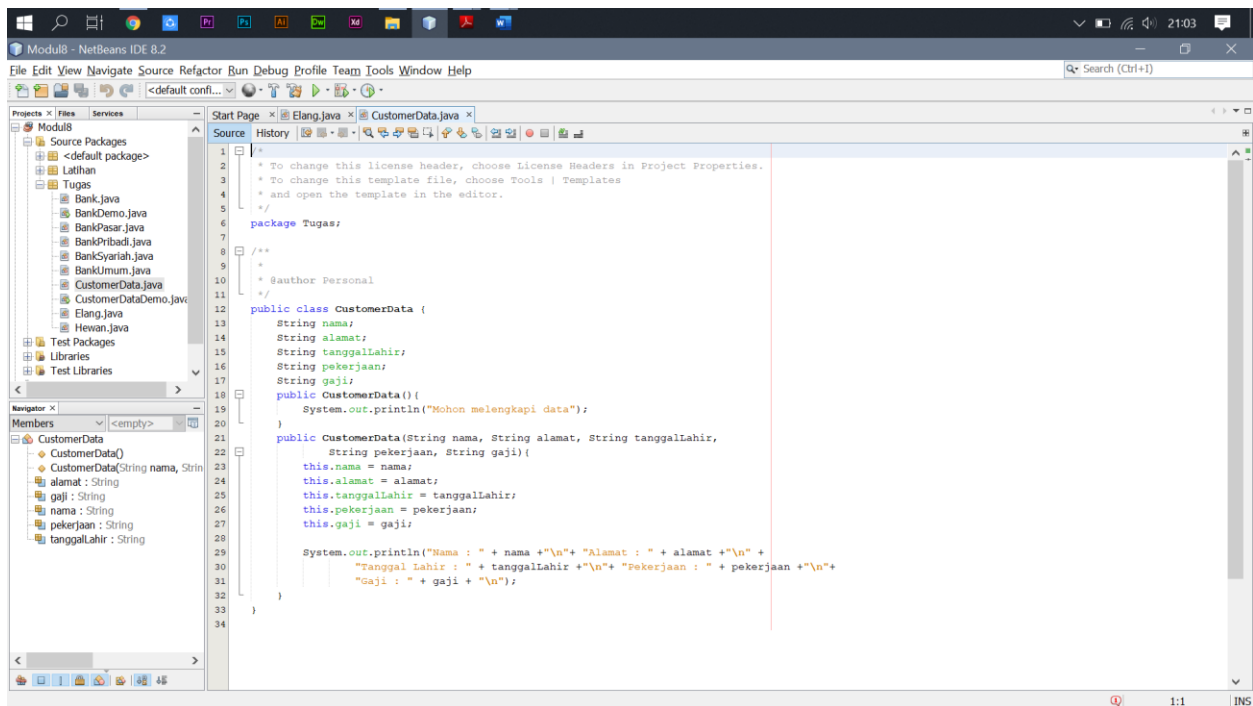 Pr Ps Ai Dw Xd 21:03
Modul8 - NetBeans IDE 8.2
File Edit View Navigate Source Refactor Run Debug Profile Team Tools Window Help
Search (Ctrl+I)
<default confi...
Projects Files Services
Modul8
Source Packages
<default package>
Latihan
Tugas
Bank.java
BankDemo.java
BankPasar.java
BankPribadi.java
BankSyariah.java
BankUmum.java
CustomerData.java
CustomerDataDemo.java
Elang.java
Hewan.java
Test Packages
Libraries
Test Libraries
Navigator
Members <empty>
CustomerData
CustomerData()
CustomerData(String nama, Strin
alamat : String
gaji : String
nama : String
pekerjaan : String
tanggalLahir : String
Start Page Elang.java CustomerData.java
Source History
1 /*
2 * To change this license header, choose License Headers in Project Properties.
3 * To change this template file, choose Tools | Templates
4 * and open the template in the editor.
5 */
6 package Tugas;
7
8 /**
9 *
10 * @author Personal
11 */
12 public class CustomerData {
13 String nama;
14 String alamat;
15 String tanggalLahir;
16 String pekerjaan;
17 String gaji;
18 public CustomerData(){
19 System.out.println("Mohon melengkapi data");
20 }
21 public CustomerData(String nama, String alamat, String tanggalLahir,
22 String pekerjaan, String gaji){
23 this.nama = nama;
24 this.alamat = alamat;
25 this.tanggalLahir = tanggalLahir;
26 this.pekerjaan = pekerjaan;
27 this.gaji = gaji;
28
29 System.out.println("Nama : " + nama +"\n"+ "Alamat : " + alamat +"\n" +
30 "Tanggal Lahir : " + tanggalLahir +"\n"+ "Pekerjaan : " + pekerjaan +"\n"+
31 "Gaji : " + gaji + "\n");
32 }
33 }
34
1:1 INS